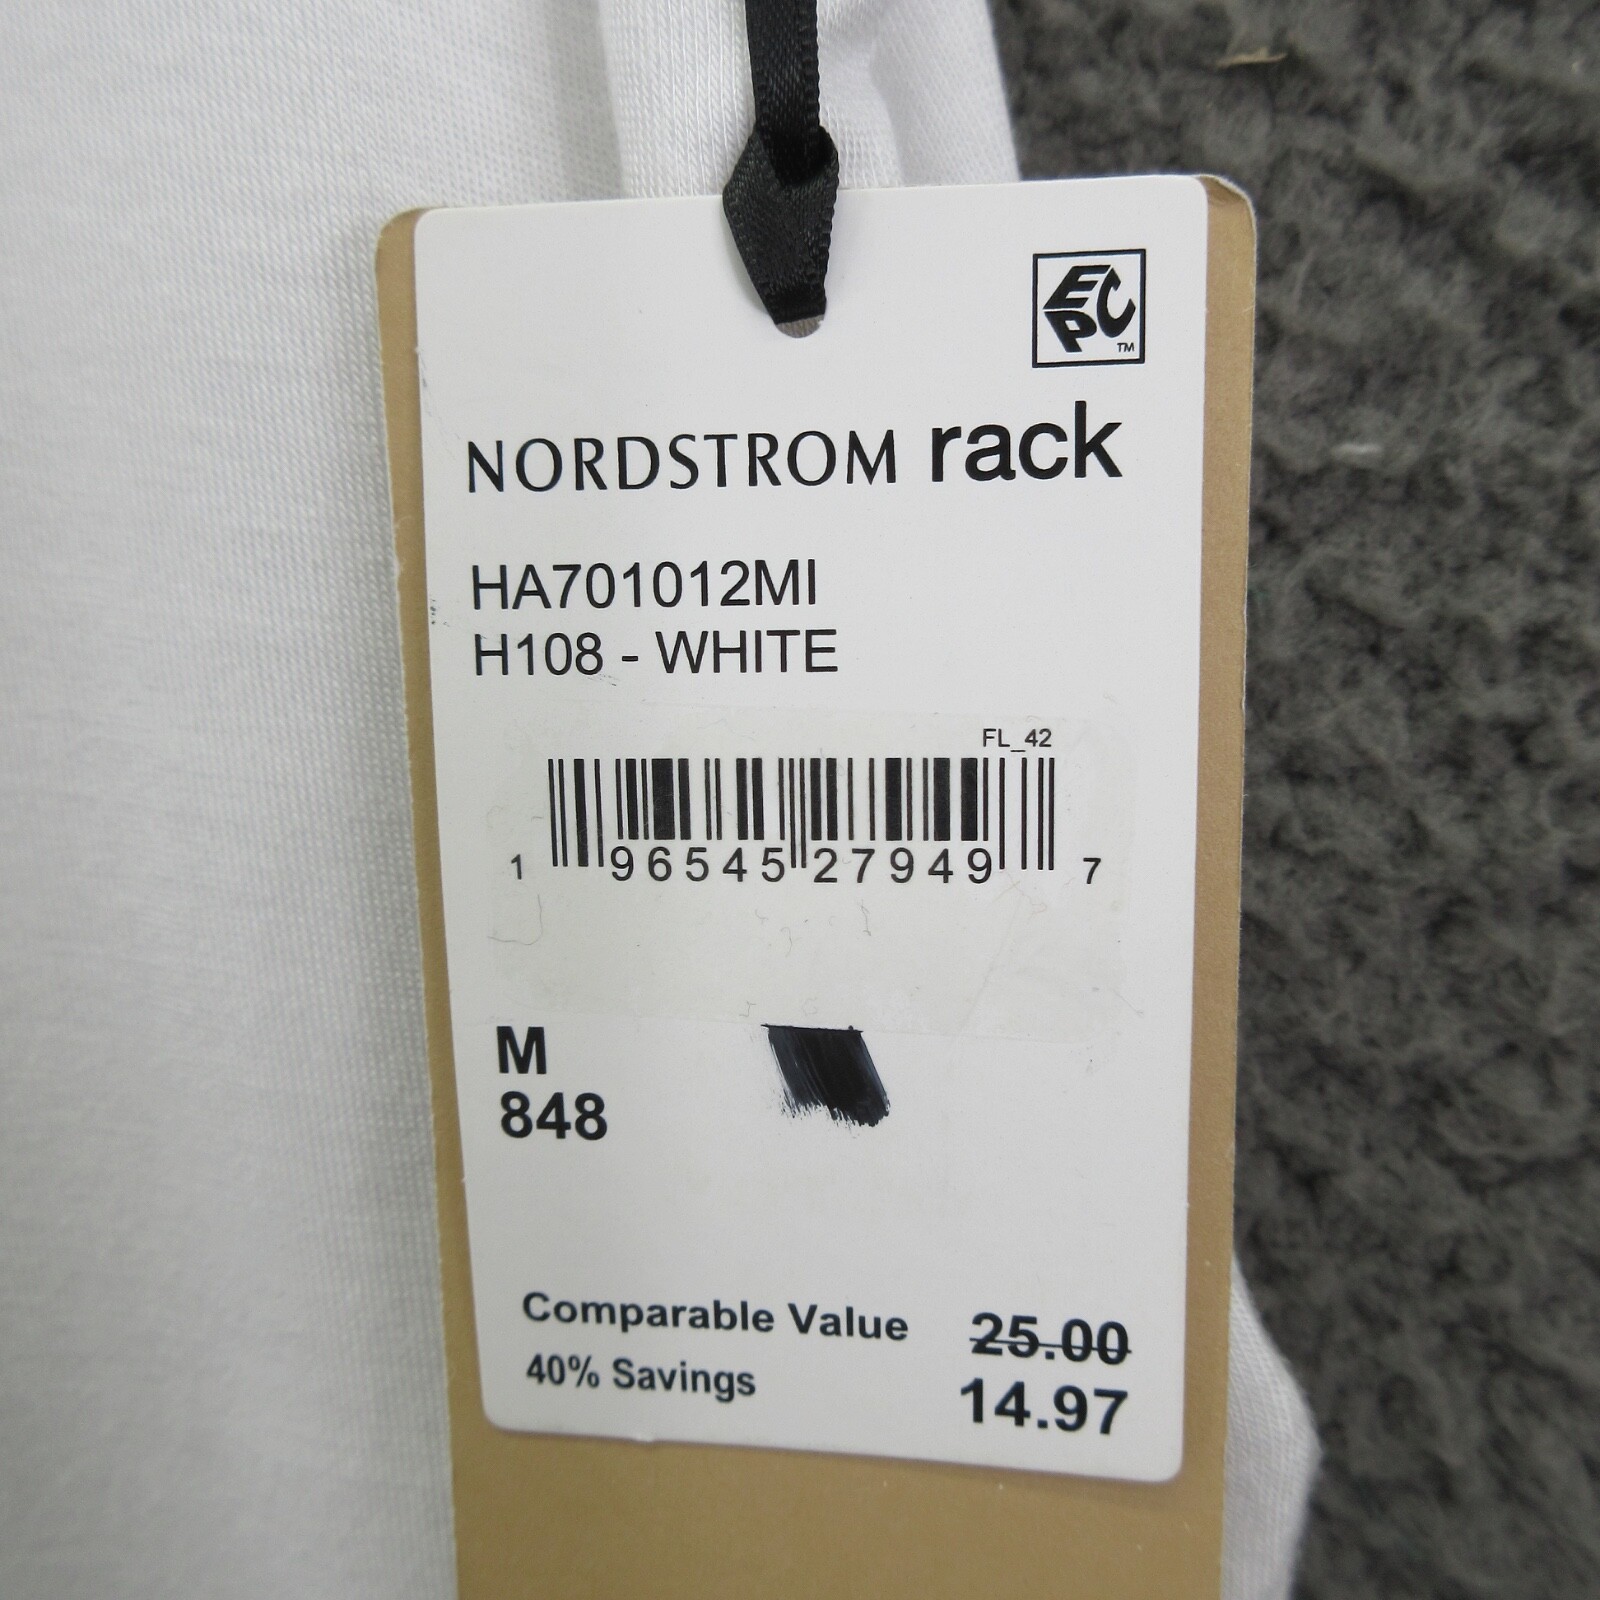 EPC™
NORDSTROM rack
HA701012MI
H108 - WHITE
FL_42
1 96545 27949 7
M
848
Comparable Value 25.00
40% Savings 14.97